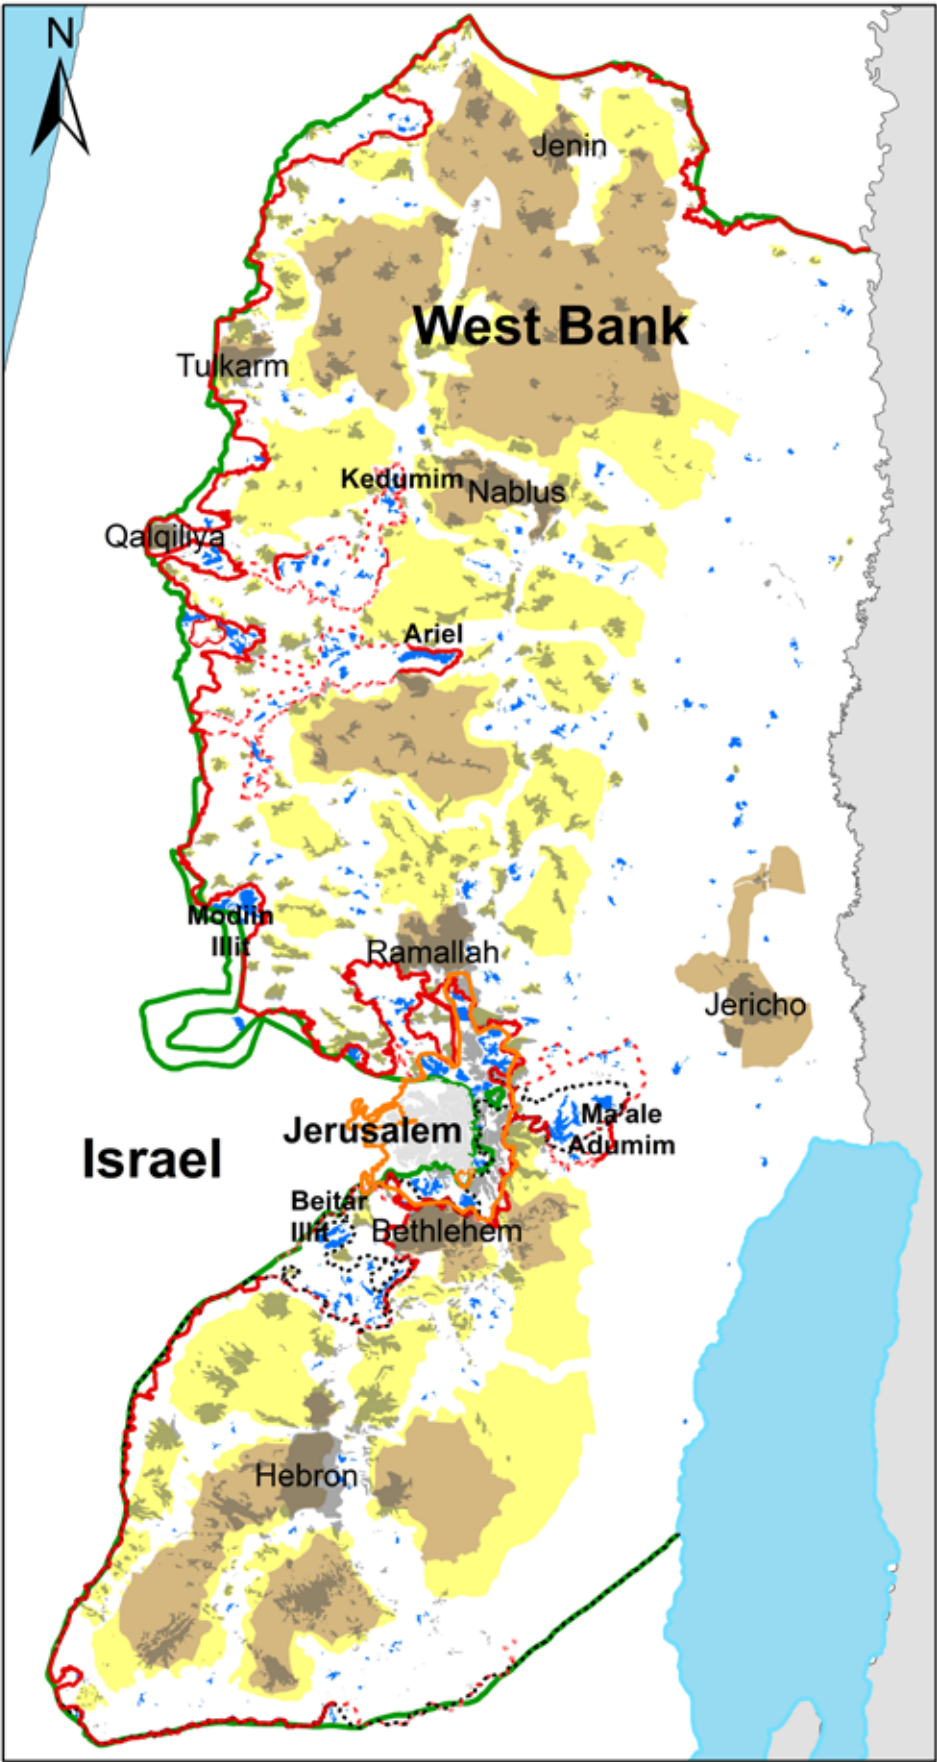 N
Jenin
West Bank
Tulkarm
Kedumim
Nablus
Qalqiliya
Ariel
Modiin
Illit
Ramallah
Jericho
Ma'ale
Adumim
Jerusalem
Israel
Beitar
Illit
Bethlehem
Hebron